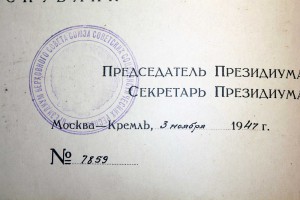 Председатель Президиума
Секретарь Президиума
Москва—Кремль, 3 ноября 1947 г.
№ 7859